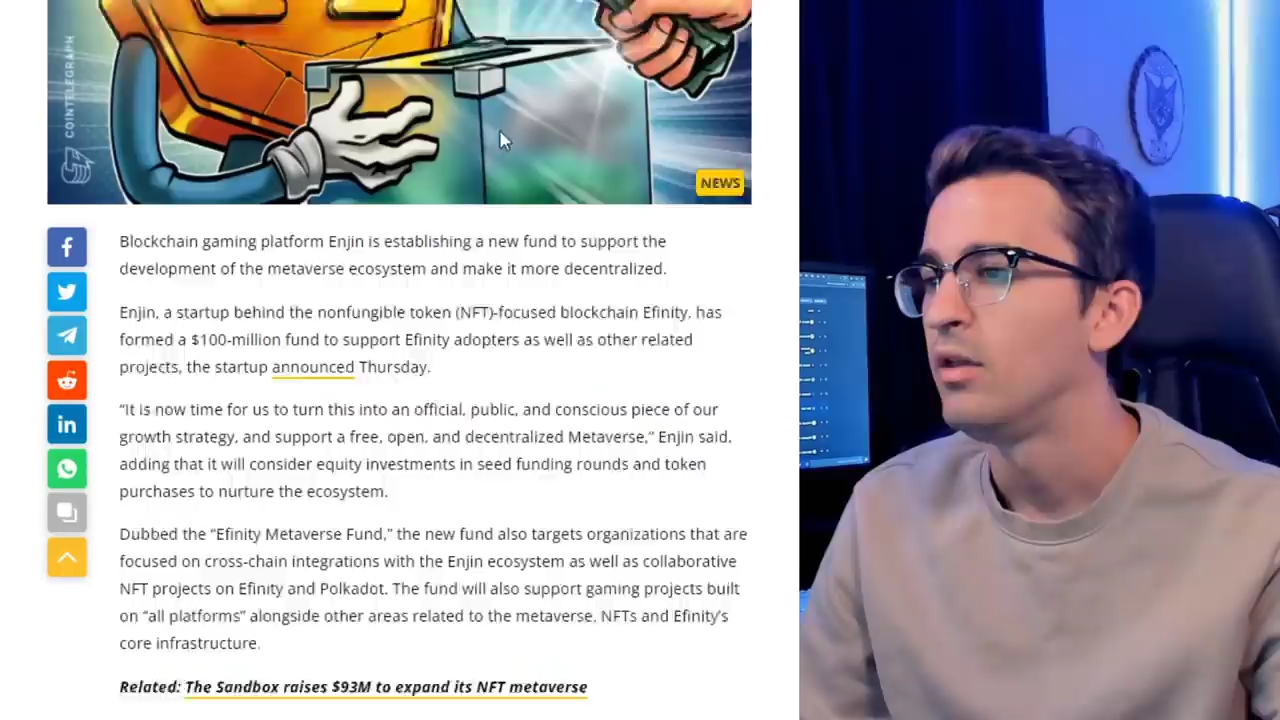 COINTELEGRAPH
NEWS
Blockchain gaming platform Enjin is establishing a new fund to support the
development of the metaverse ecosystem and make it more decentralized.
Enjin, a startup behind the nonfungible token (NFT)-focused blockchain Efinity, has
formed a $100-million fund to support Efinity adopters as well as other related
projects, the startup announced Thursday.
“It is now time for us to turn this into an official, public, and conscious piece of our
growth strategy, and support a free, open, and decentralized Metaverse,” Enjin said,
adding that it will consider equity investments in seed funding rounds and token
purchases to nurture the ecosystem.
Dubbed the “Efinity Metaverse Fund,” the new fund also targets organizations that are
focused on cross-chain integrations with the Enjin ecosystem as well as collaborative
NFT projects on Efinity and Polkadot. The fund will also support gaming projects built
on “all platforms” alongside other areas related to the metaverse, NFTs and Efinity’s
core infrastructure.
Related: The Sandbox raises $93M to expand its NFT metaverse